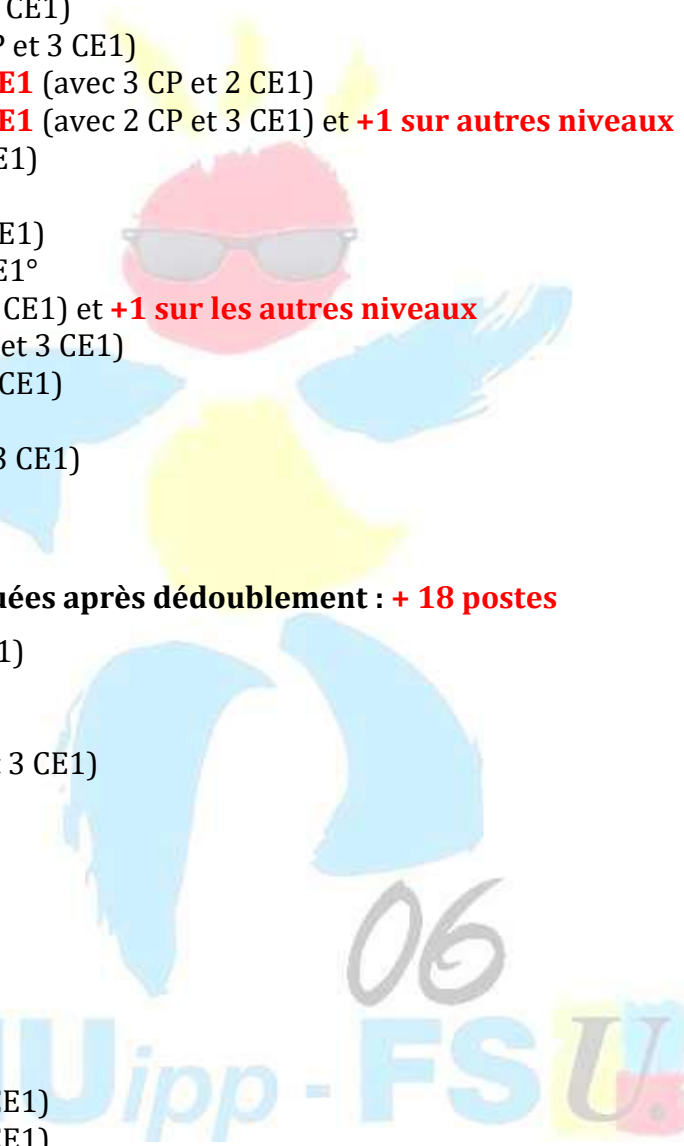 CE1)
et 3 CE1)
E1 (avec 3 CP et 2 CE1)
E1 (avec 2 CP et 3 CE1) et +1 sur autres niveaux
E1)
E1)
E1°
CE1) et +1 sur les autres niveaux
et 3 CE1)
CE1)
3 CE1)
uées après dédoublement : + 18 postes
1)
3 CE1)
06
Uipp - FSU.
CE1)
CE1)